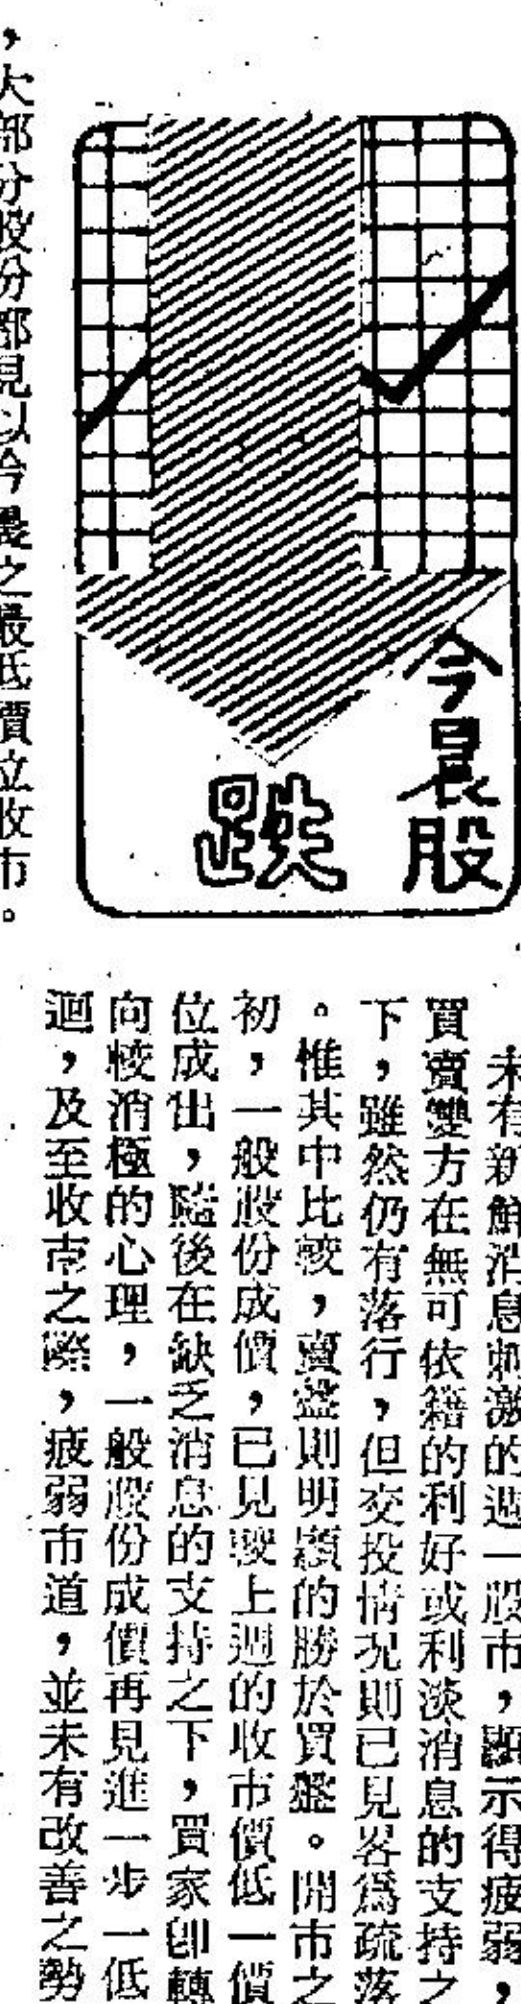 今晨股
跌
未有新鮮消息刺激的週一股市，顯示得疲弱，
買賣雙方在無可依藉的利好或利淡消息的支持之
下，雖然仍有落行，但交投情况則已見畧爲疏落
。惟其中比較，賣盤則明顯的勝於買盤。開市之
初，一般股份成價，已見較上週的收市價低一價
位成出，隨後在缺乏消息的支持之下，買家卽轉
向較消極的心理，一般股份成價再見進一步一低
迴，及至收市之際，疲弱市道，並未有改善之勢
，大部份股份都見以今晨之最低價位收市。